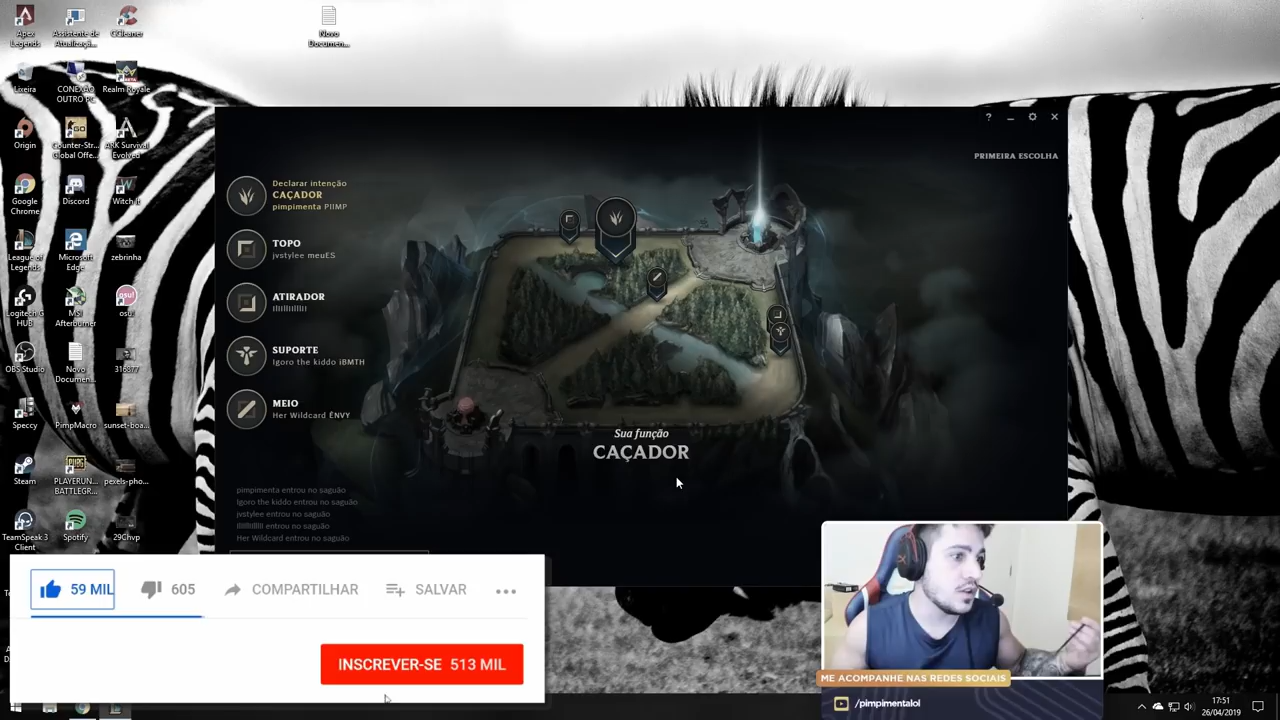 Apex
Legends
Assistente de
Atualizaçã...
CCleaner
Novo
Documen...
Lixeira
CONEXAO
OUTRO PC
Realm Royale
Origin
Counter-Str...
Global Offe...
ARK Survival
Evolved
Google
Chrome
Discord
Witch It
League of
Legends
Microsoft
Edge
zebrinha
Logitech G
HUB
MSI
Afterburner
osu!
OBS Studio
Novo
Documen...
316877
Speccy
PimpMacro
sunset-boa...
Steam
PLAYERUN...
BATTLEGR...
pexels-pho...
TeamSpeak 3
Client
Spotify
29Chvp
?
PRIMEIRA ESCOLHA
Declarar intenção
CAÇADOR
pimpimenta PIIMP
TOPO
jvstylee meuES
ATIRADOR
SUPORTE
Igoro the kiddo iBMTH
MEIO
Her Wildcard ÊNVY
Sua função
CAÇADOR
pimpimenta entrou no saguão
Igoro the kiddo entrou no saguão
jvstylee entrou no saguão
entrou no saguão
Her Wildcard entrou no saguão
59 MIL
605
COMPARTILHAR
SALVAR
INSCREVER-SE 513 MIL
ME ACOMPANHE NAS REDES SOCIAIS
/pimpimentalol
17:51
26/04/2019